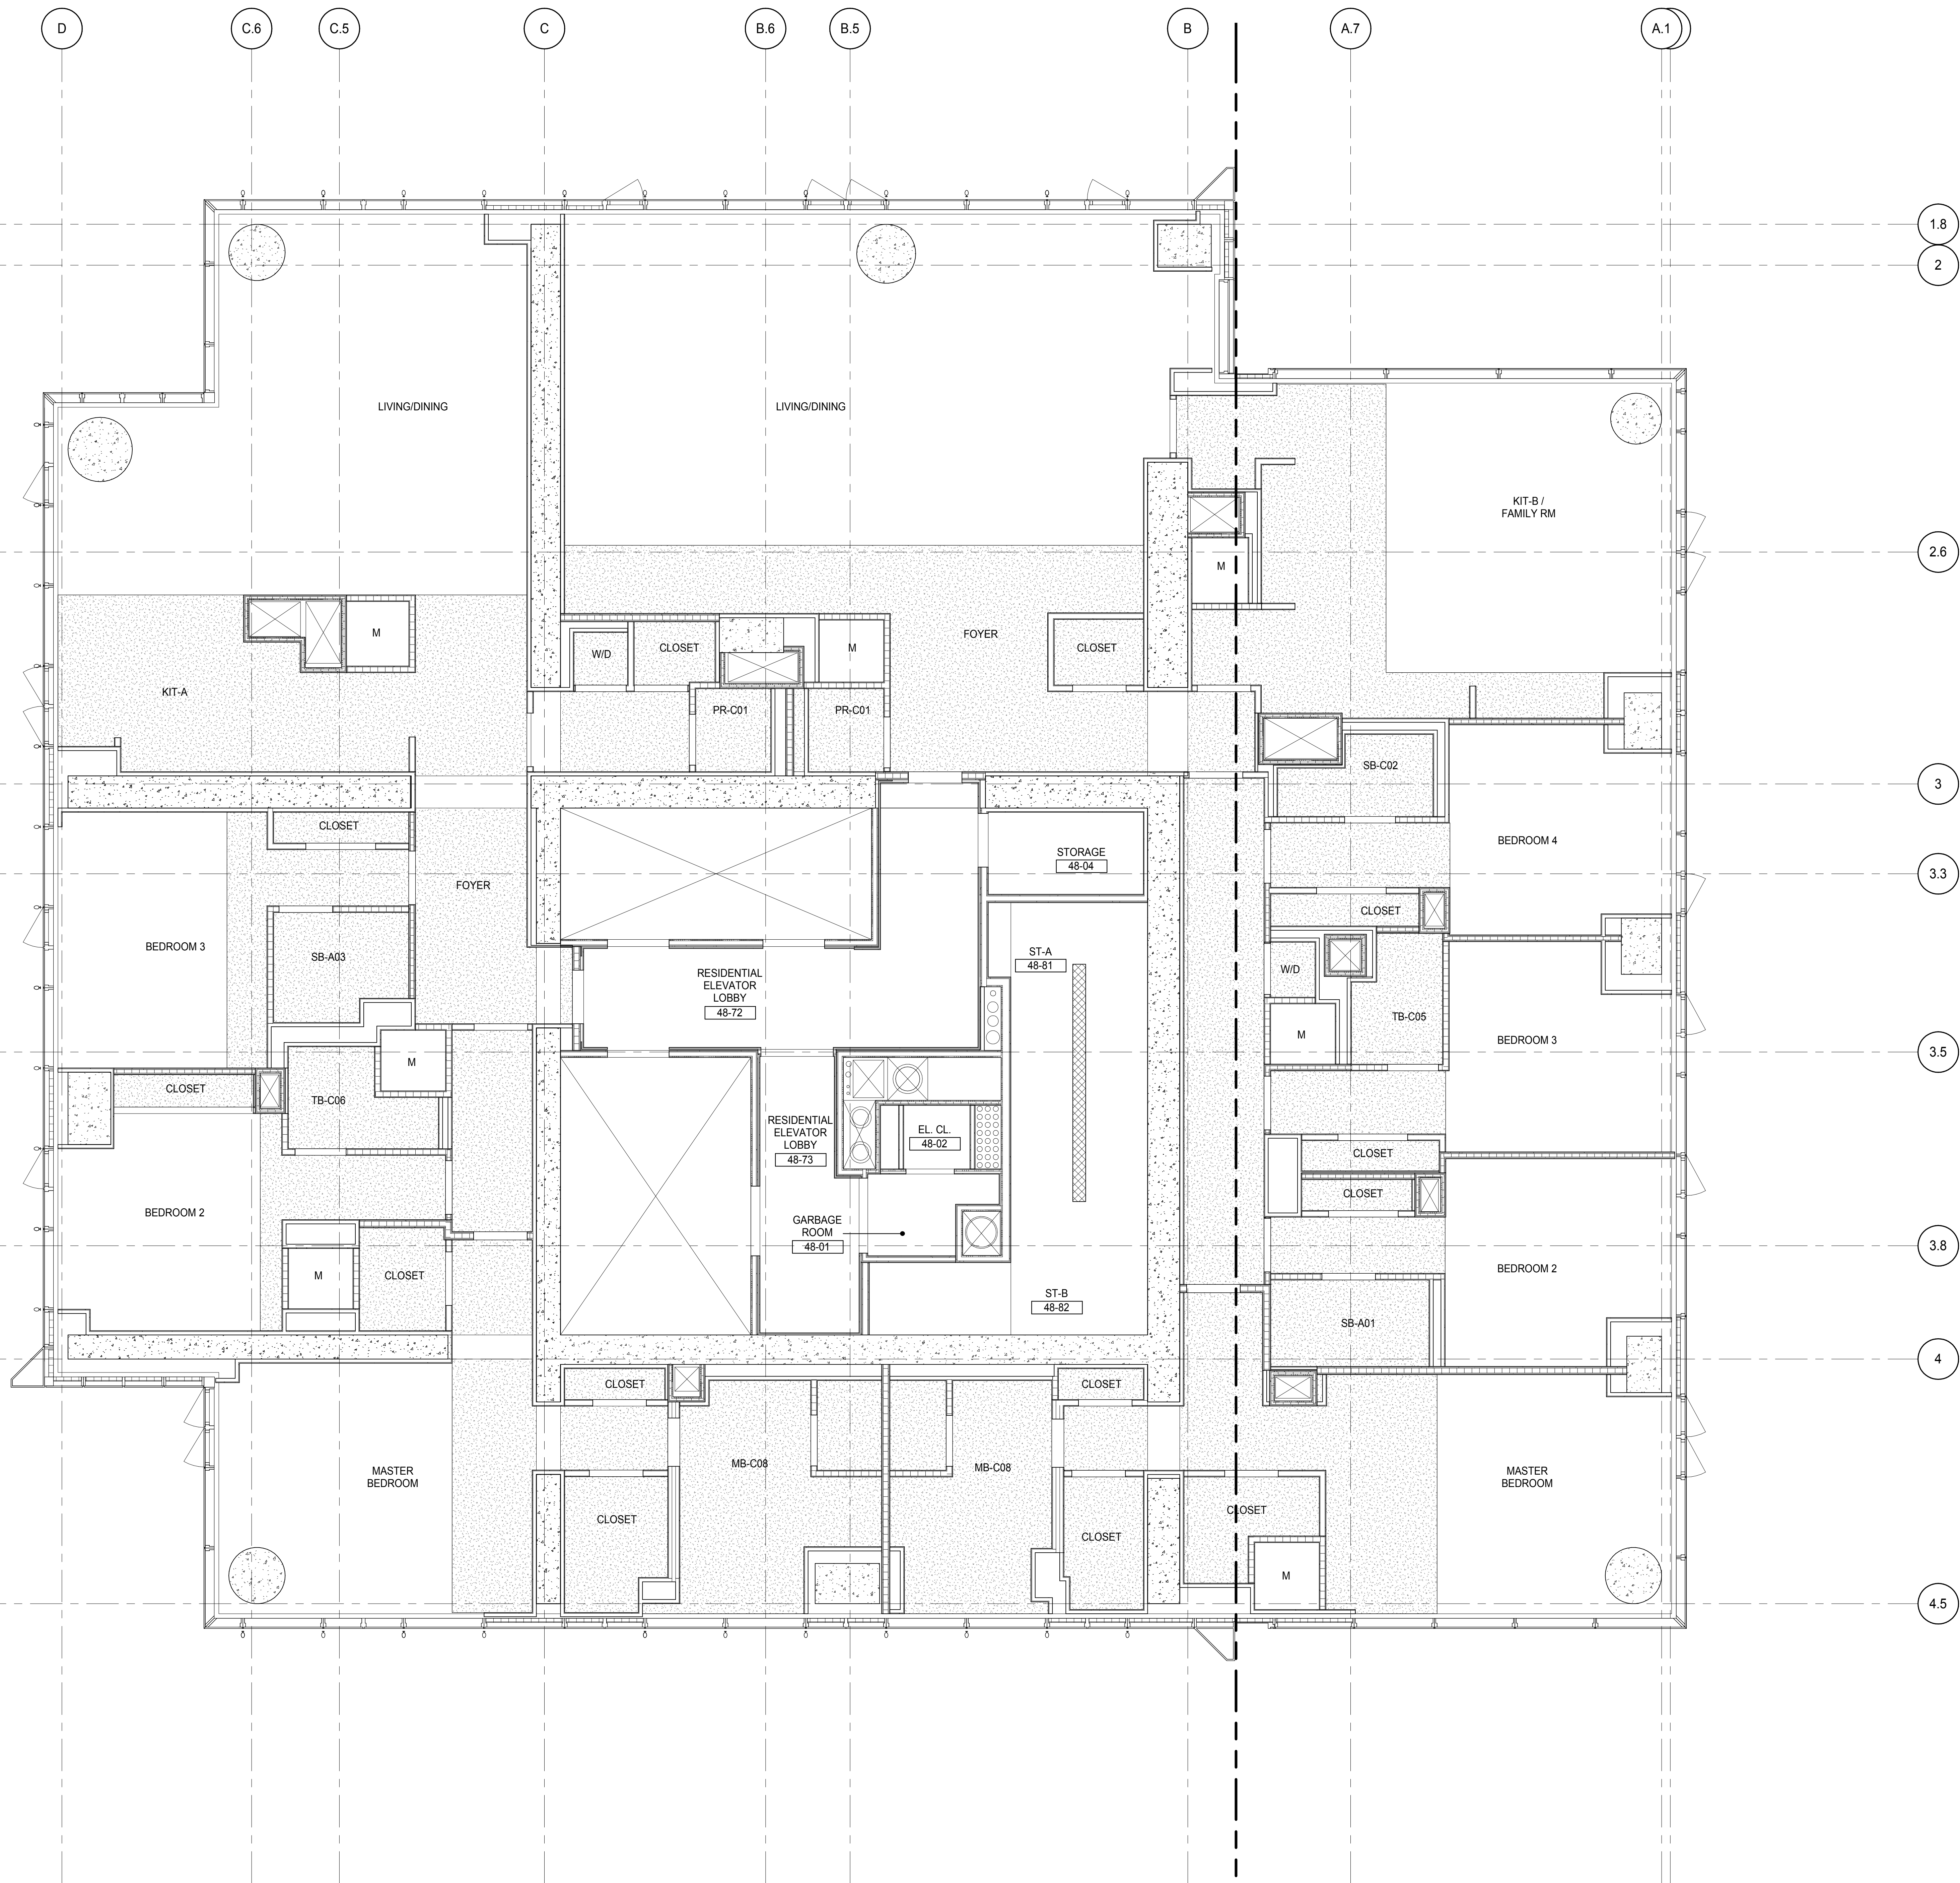 D
C.6
C.5
C
B.6
B.5
B
A.7
A.1
1.8
2
LIVING/DINING
LIVING/DINING
KIT-B /
FAMILY RM
2.6
M
M
W/D
CLOSET
M
FOYER
CLOSET
KIT-A
PR-C01
PR-C01
SB-C02
3
CLOSET
BEDROOM 4
STORAGE
48-04
3.3
FOYER
CLOSET
BEDROOM 3
SB-A03
ST-A
48-81
W/D
RESIDENTIAL
ELEVATOR
LOBBY
48-72
TB-C05
M
BEDROOM 3
3.5
M
CLOSET
TB-C06
RESIDENTIAL
ELEVATOR
LOBBY
48-73
EL. CL.
48-02
CLOSET
CLOSET
BEDROOM 2
GARBAGE
ROOM
48-01
3.8
M
CLOSET
BEDROOM 2
ST-B
48-82
SB-A01
4
CLOSET
CLOSET
MASTER
BEDROOM
MB-C08
MB-C08
MASTER
BEDROOM
CLOSET
CLOSET
CLOSET
M
4.5